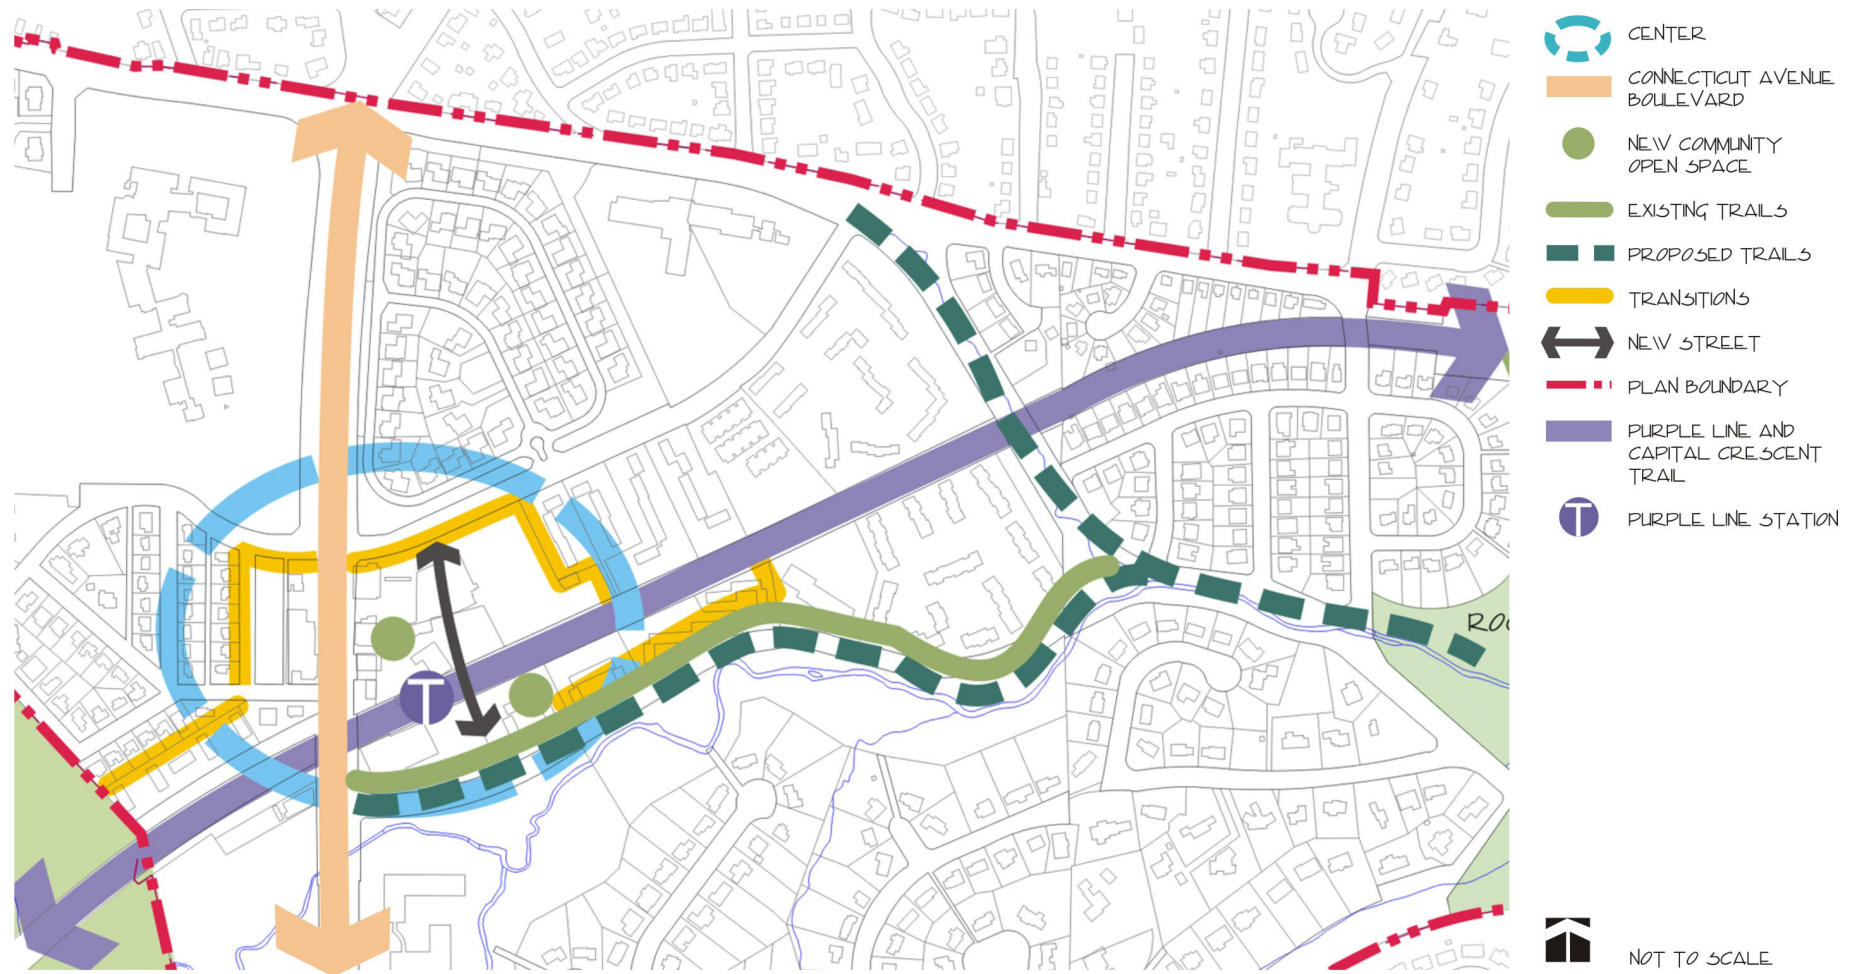 CENTER
CONNECTICUT AVENUE
BOULEVARD
NEW COMMUNITY
OPEN SPACE
EXISTING TRAILS
PROPOSED TRAILS
TRANSITIONS
NEW STREET
PLAN BOUNDARY
PURPLE LINE AND
CAPITAL CRESCENT
TRAIL
T
PURPLE LINE STATION
T
NOT TO SCALE